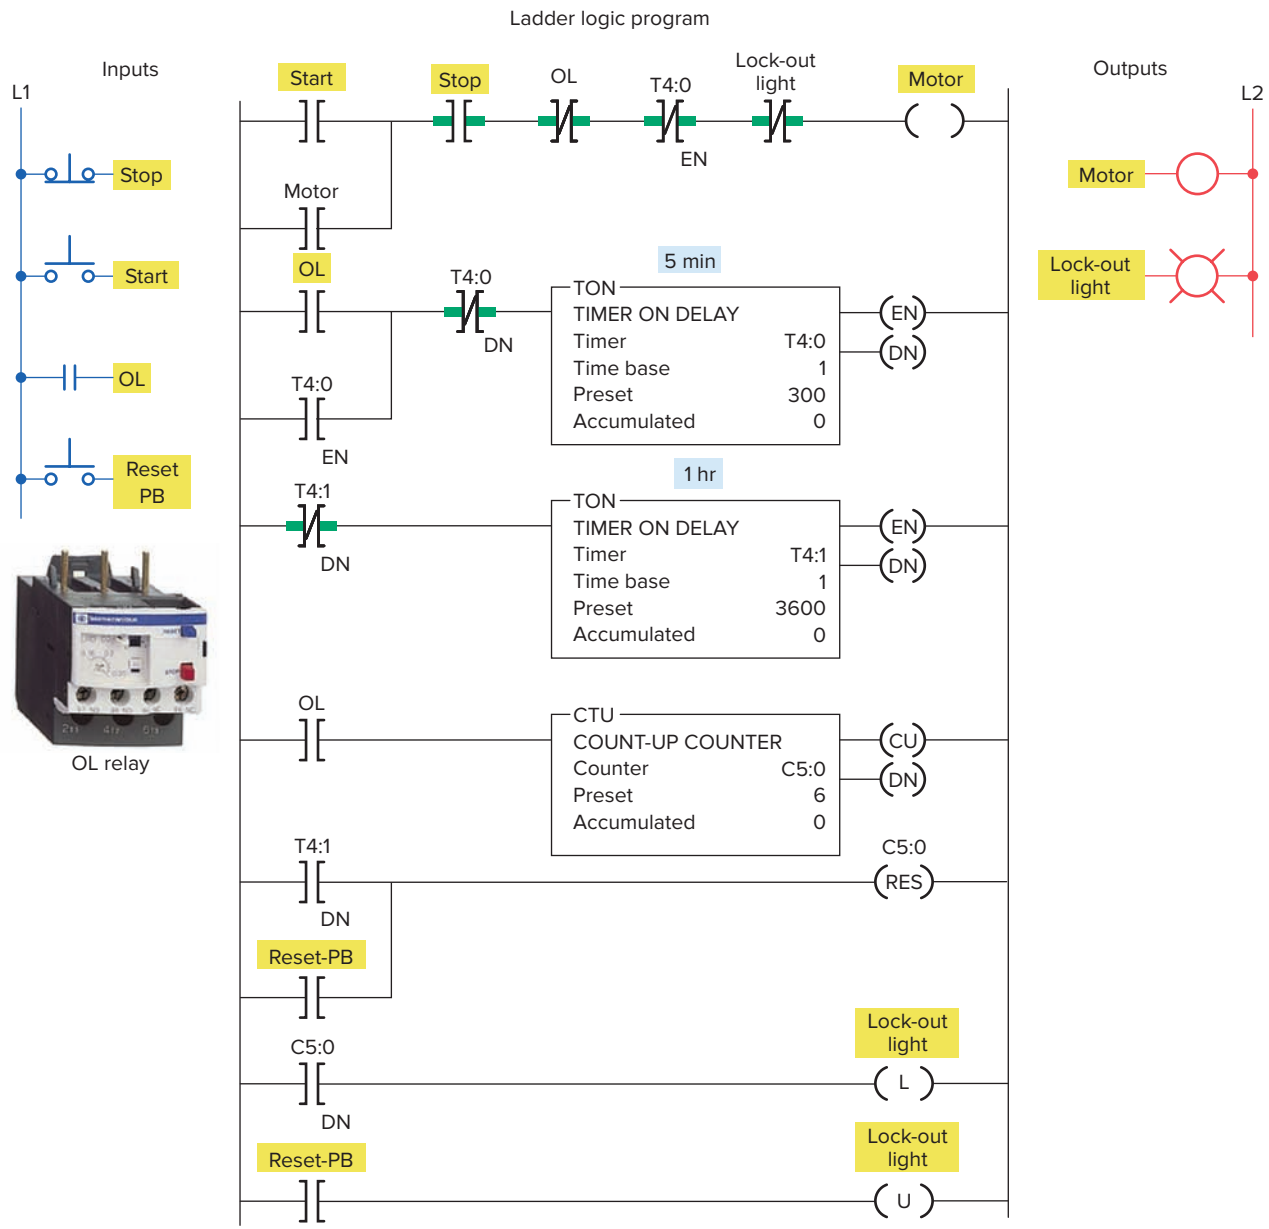 Ladder logic program
Inputs
Outputs
L1
L2
Stop
Start
OL
Reset
PB
OL relay
Start
Stop
OL
T4:0
EN
Lock-out
light
Motor
Motor
OL
T4:0
DN
T4:0
EN
5 min
TON
TIMER ON DELAY
Timer T4:0
Time base 1
Preset 300
Accumulated 0
EN
DN
T4:1
DN
1 hr
TON
TIMER ON DELAY
Timer T4:1
Time base 1
Preset 3600
Accumulated 0
EN
DN
OL
CTU
COUNT-UP COUNTER
Counter C5:0
Preset 6
Accumulated 0
CU
DN
T4:1
DN
Reset-PB
C5:0
RES
C5:0
DN
Lock-out
light
L
Reset-PB
Lock-out
light
U
Motor
Lock-out
light